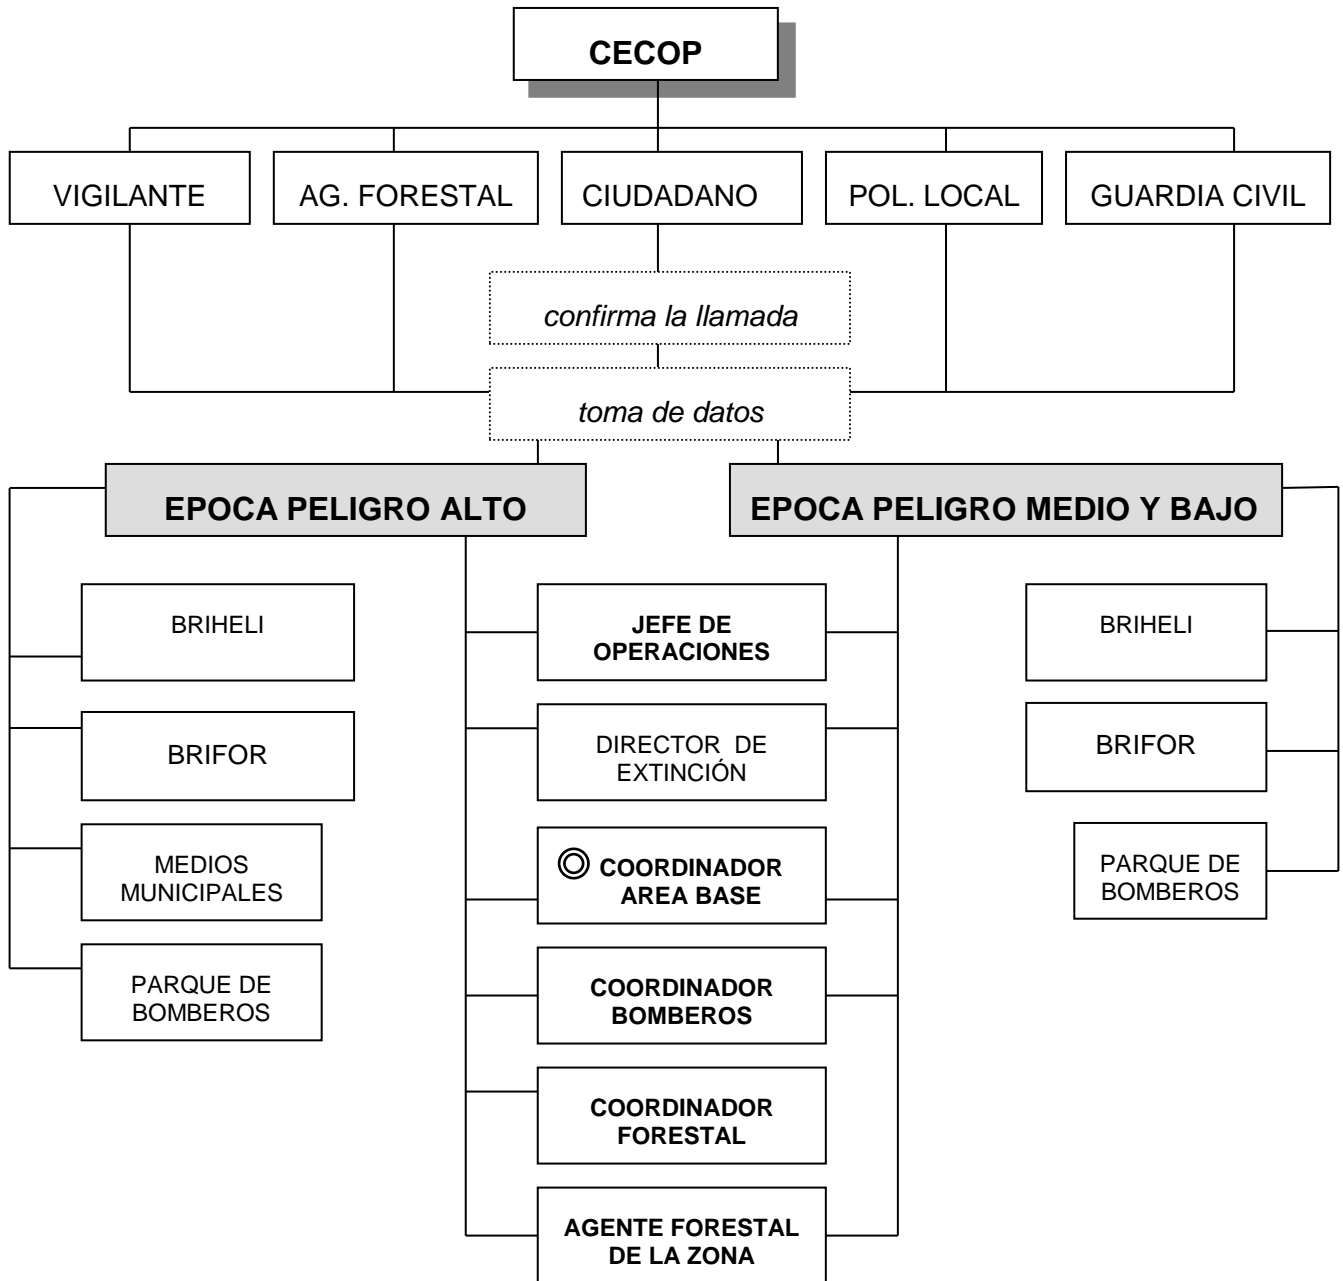 CECOP
VIGILANTE
AG. FORESTAL
CIUDADANO
POL. LOCAL
GUARDIA CIVIL
confirma la llamada
toma de datos
EPOCA PELIGRO ALTO
EPOCA PELIGRO MEDIO Y BAJO
BRIHELI
BRIFOR
MEDIOS
MUNICIPALES
PARQUE DE
BOMBEROS
JEFE DE
OPERACIONES
DIRECTOR DE
EXTINCIÓN
COORDINADOR
AREA BASE
COORDINADOR
BOMBEROS
COORDINADOR
FORESTAL
AGENTE FORESTAL
DE LA ZONA
BRIHELI
BRIFOR
PARQUE DE
BOMBEROS